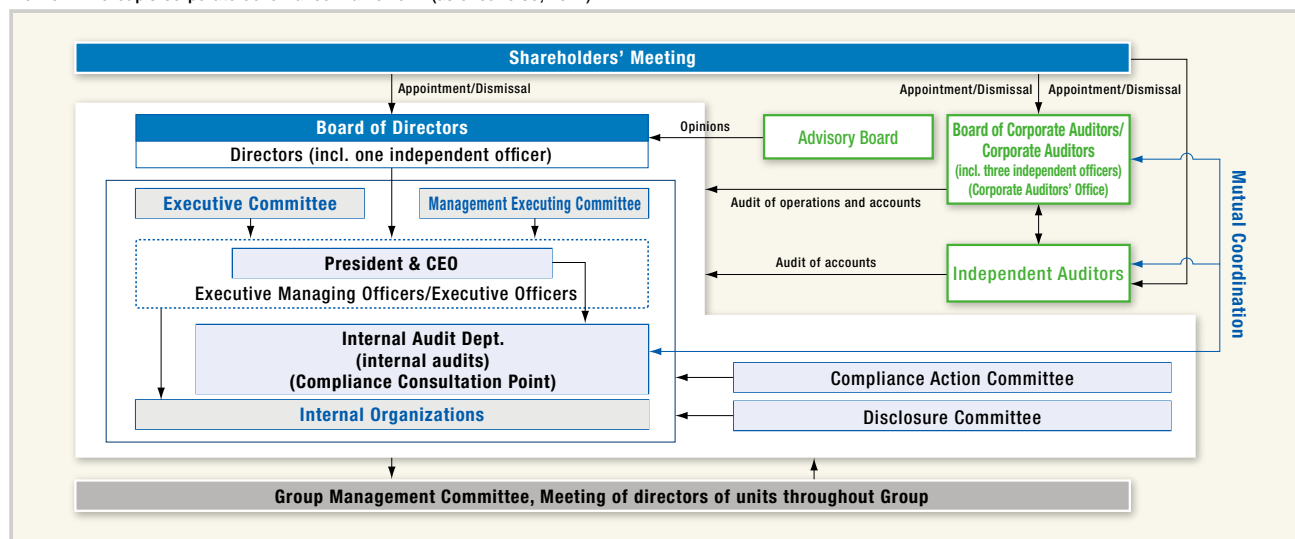 Shareholders' Meeting
Appointment/Dismissal
Appointment/Dismissal
Appointment/Dismissal
Board of Directors
Directors (incl. one independent officer)
Opinions
Advisory Board
Board of Corporate Auditors/
Corporate Auditors
(incl. three independent officers)
(Corporate Auditors' Office)
Executive Committee
Management Executing Committee
Audit of operations and accounts
Mutual Coordination
President & CEO
Executive Managing Officers/Executive Officers
Audit of accounts
Independent Auditors
Internal Audit Dept.
(internal audits)
(Compliance Consultation Point)
Compliance Action Committee
Internal Organizations
Disclosure Committee
Group Management Committee, Meeting of directors of units throughout Group